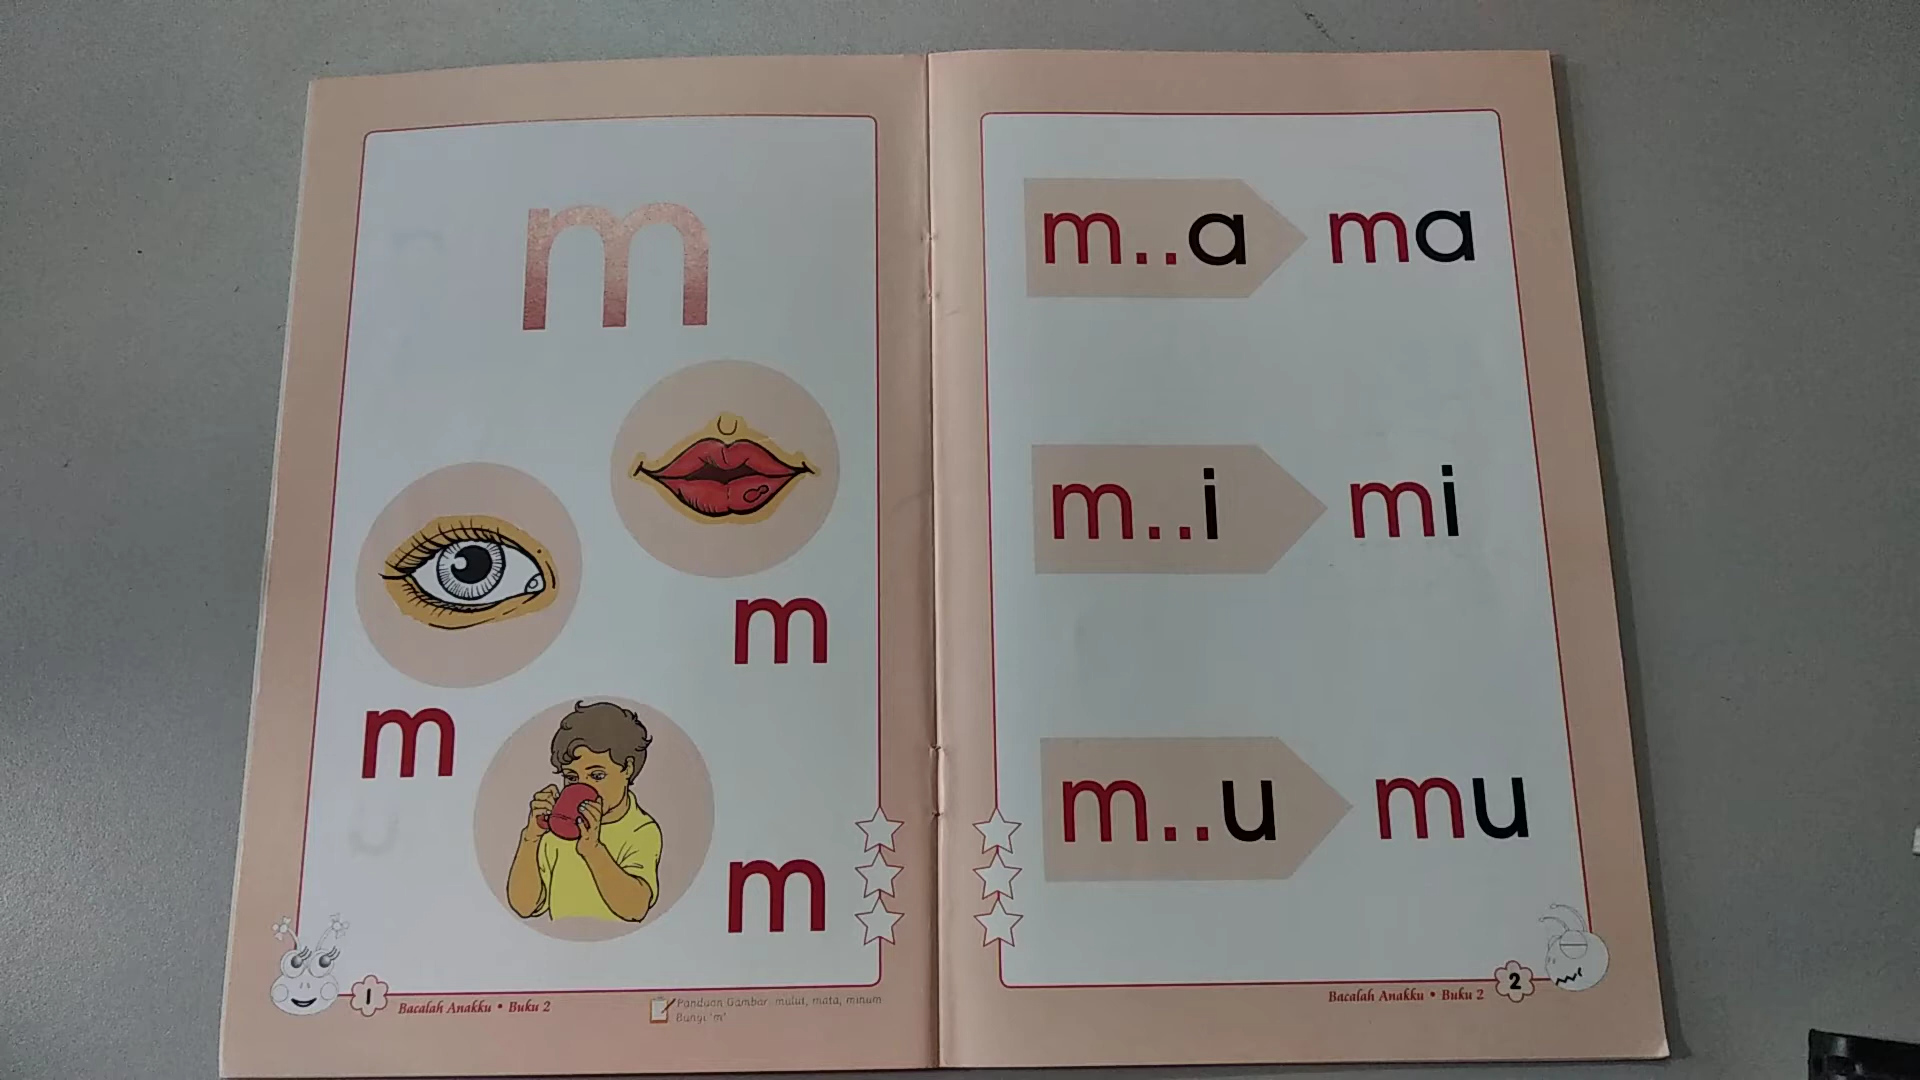 m
m
m
m
1
Bacalah Anakku • Buku 2
Panduan Gambar: mulut, mata, minum
Bunyi 'm'
m..a ma
m..i mi
m..u mu
Bacalah Anakku • Buku 2
2